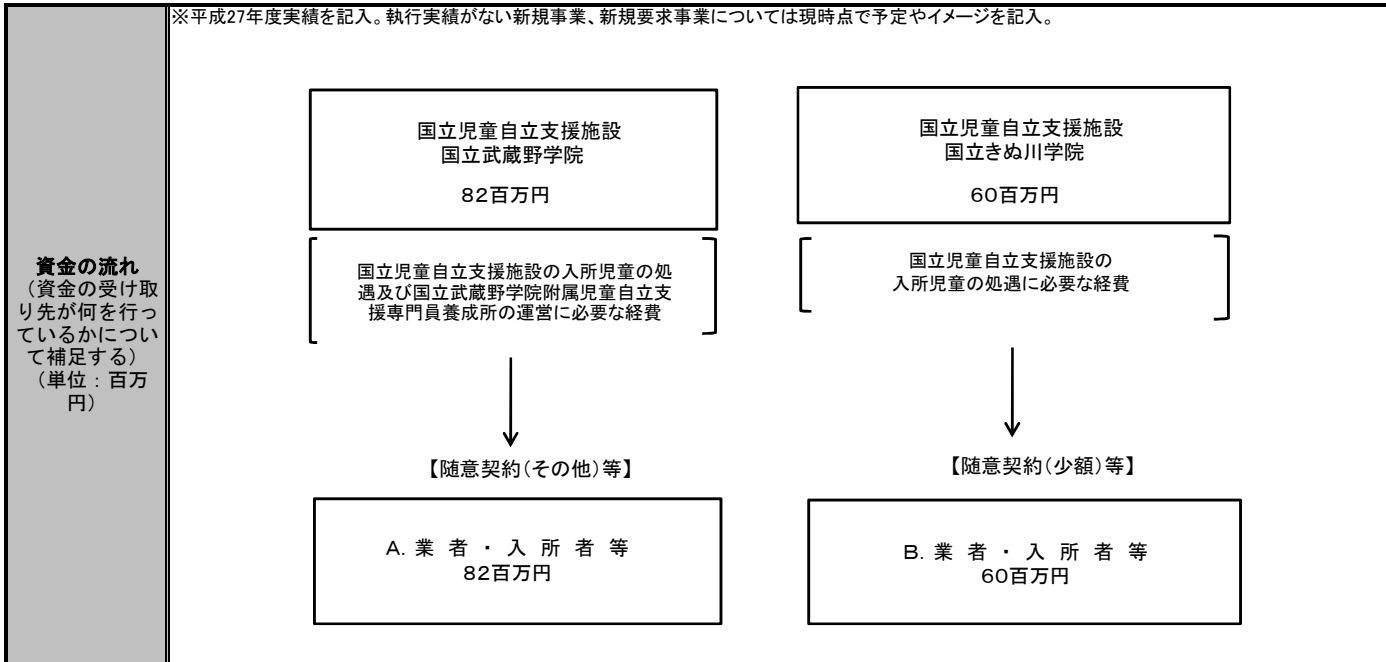 ※平成27年度実績を記入。執行実績がない新規事業、新規要求事業については現時点で予定やイメージを記入。
資金の流れ
（資金の受け取
り先が何を行っ
ているかについ
て補足する）
（単位：百万
円）
国立児童自立支援施設
国立武蔵野学院
82百万円
国立児童自立支援施設の入所児童の処
遇及び国立武蔵野学院附属児童自立支
援専門員養成所の運営に必要な経費
【随意契約（その他）等】
A. 業 者 ・ 入 所 者 等
82百万円
国立児童自立支援施設
国立きぬ川学院
60百万円
国立児童自立支援施設の
入所児童の処遇に必要な経費
【随意契約（少額）等】
B. 業 者 ・ 入 所 者 等
60百万円